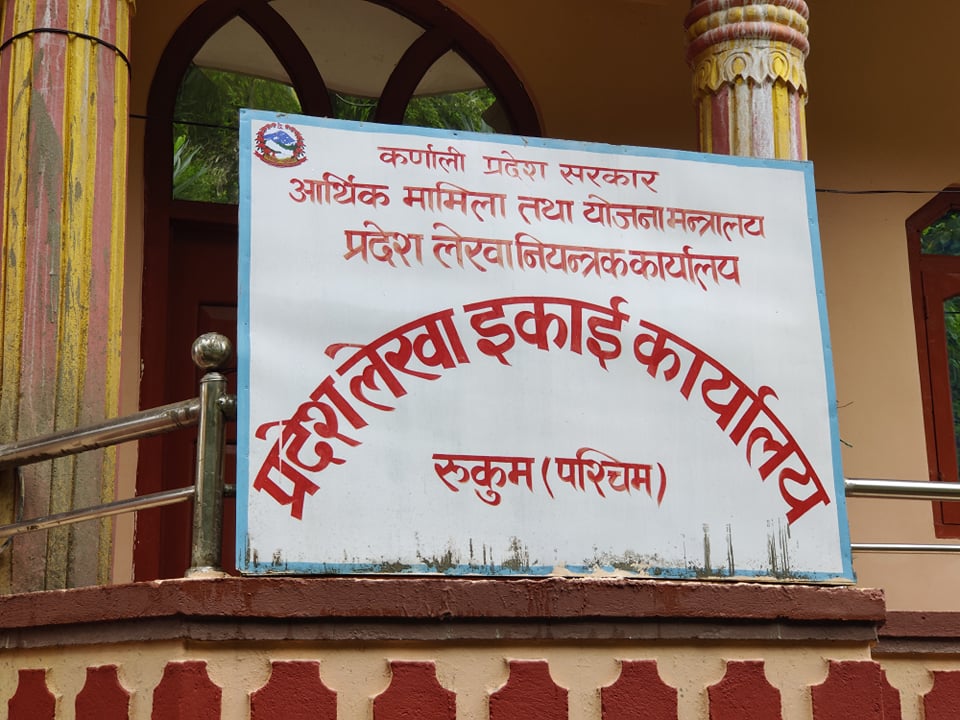 कर्णाली प्रदेश सरकार
आर्थिक मामिला तथा योजना मन्त्रालय
प्रदेश लेखा नियन्त्रक कार्यालय
प्रदेश लेखा इकाई कार्यालय
रुकुम (पश्चिम)